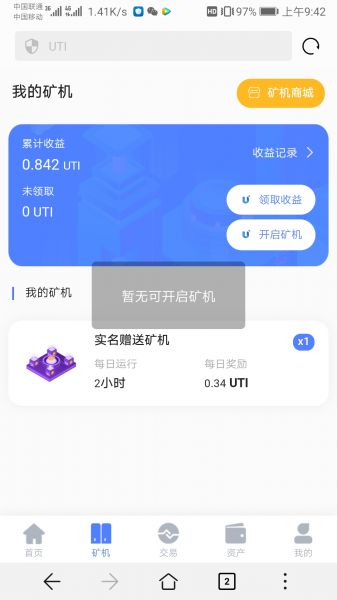 中国联通 3G 4G 1.41K/s HD 97% 上午9:42
中国移动
UTI
我的矿机
矿机商城
累计收益
0.842 UTI
收益记录
未领取
0 UTI
领取收益
开启矿机
我的矿机
暂无可开启矿机
实名赠送矿机
x1
每日运行
每日奖励
2小时
0.34 UTI
首页
矿机
交易
资产
我的
2